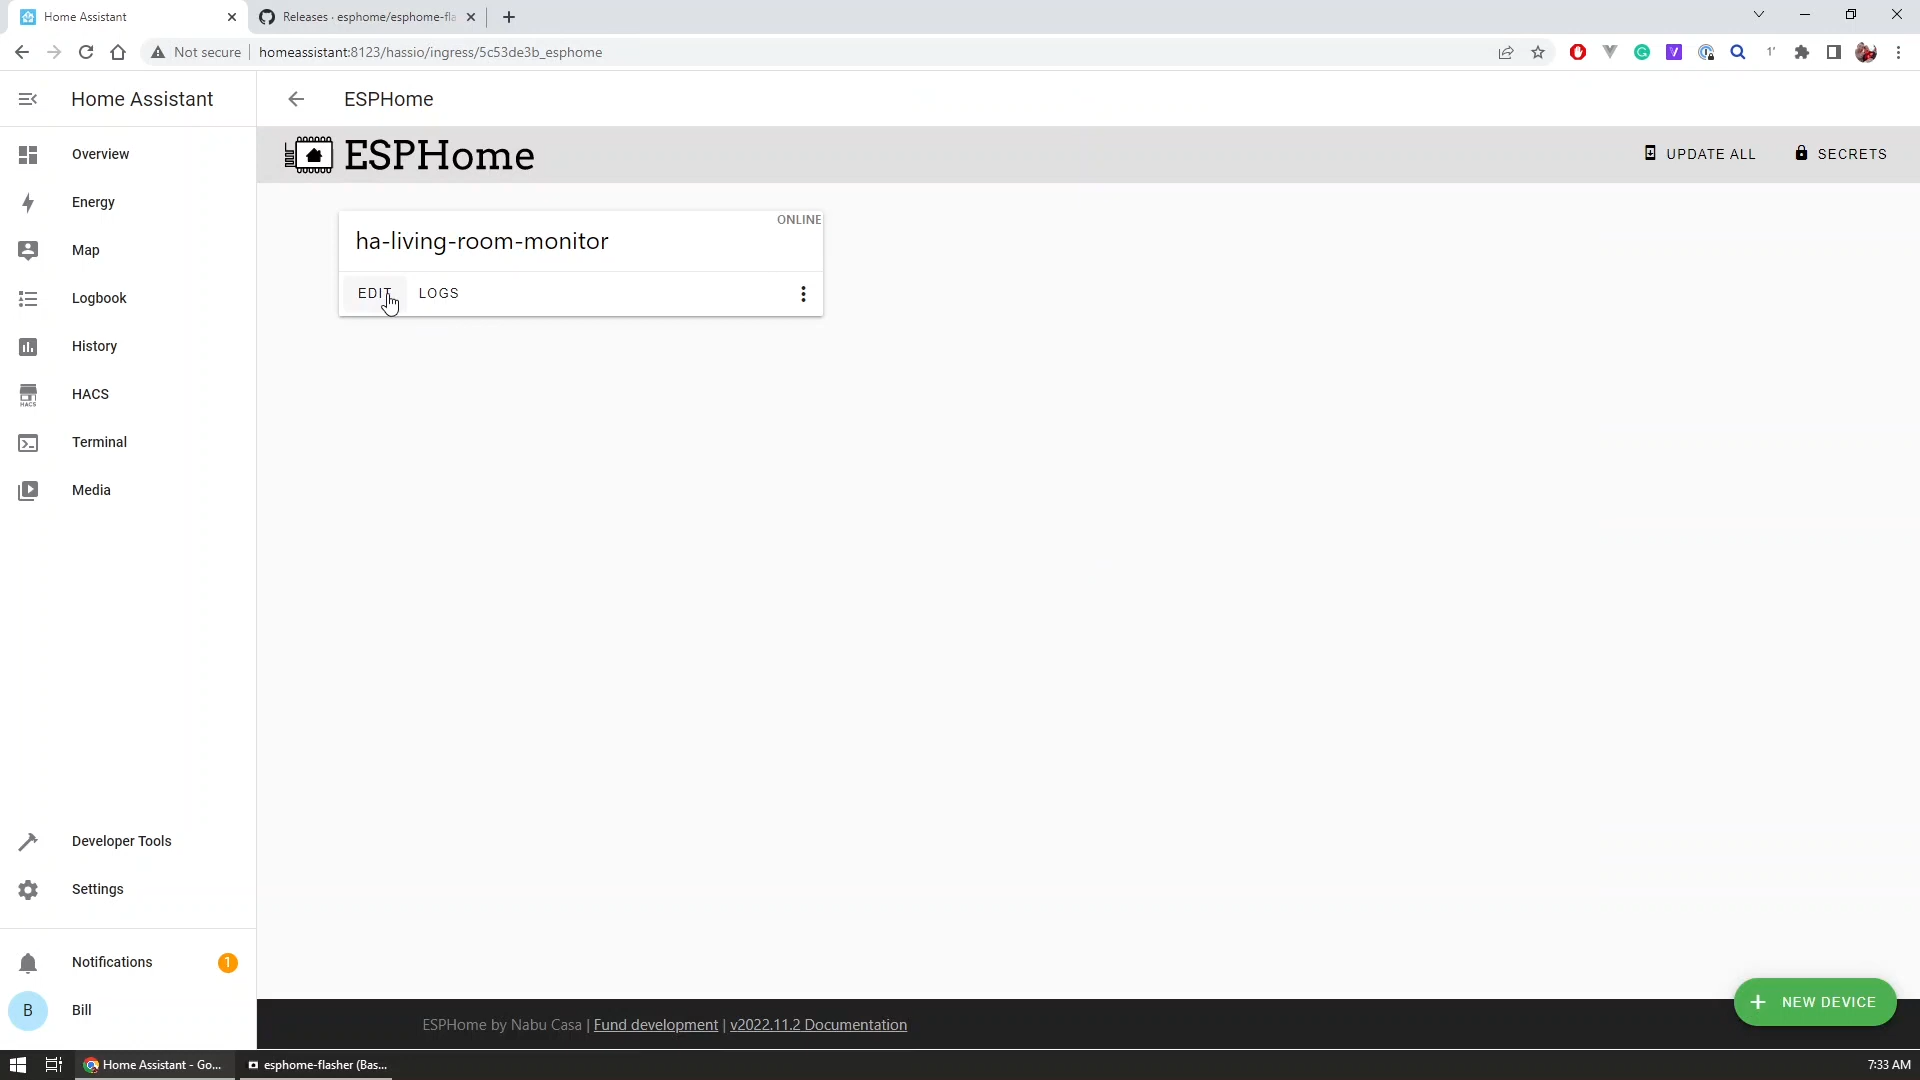 Home Assistant
Releases · esphome/esphome-fla
Not secure
homeassistant:8123/hassio/ingress/5c53de3b_esphome
Home Assistant
ESPHome
Overview
ESPHome
UPDATE ALL
SECRETS
Energy
ONLINE
ha-living-room-monitor
Map
EDIT
LOGS
Logbook
History
HACS
HACS
Terminal
Media
Developer Tools
Settings
Notifications
1
NEW DEVICE
B
Bill
ESPHome by Nabu Casa | Fund development | v2022.11.2 Documentation
Home Assistant - Go...
esphome-flasher (Bas...
7:33 AM